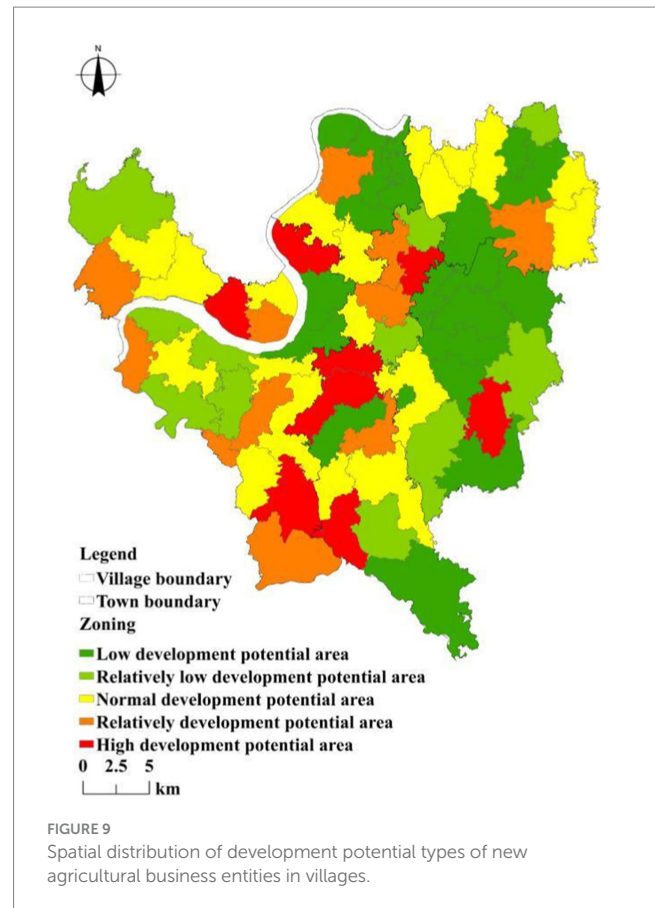 N
Legend
Village boundary
Town boundary
Zoning
Low development potential area
Relatively low development potential area
Normal development potential area
Relatively development potential area
High development potential area
0 2.5 5
km
FIGURE 9
Spatial distribution of development potential types of new
agricultural business entities in villages.